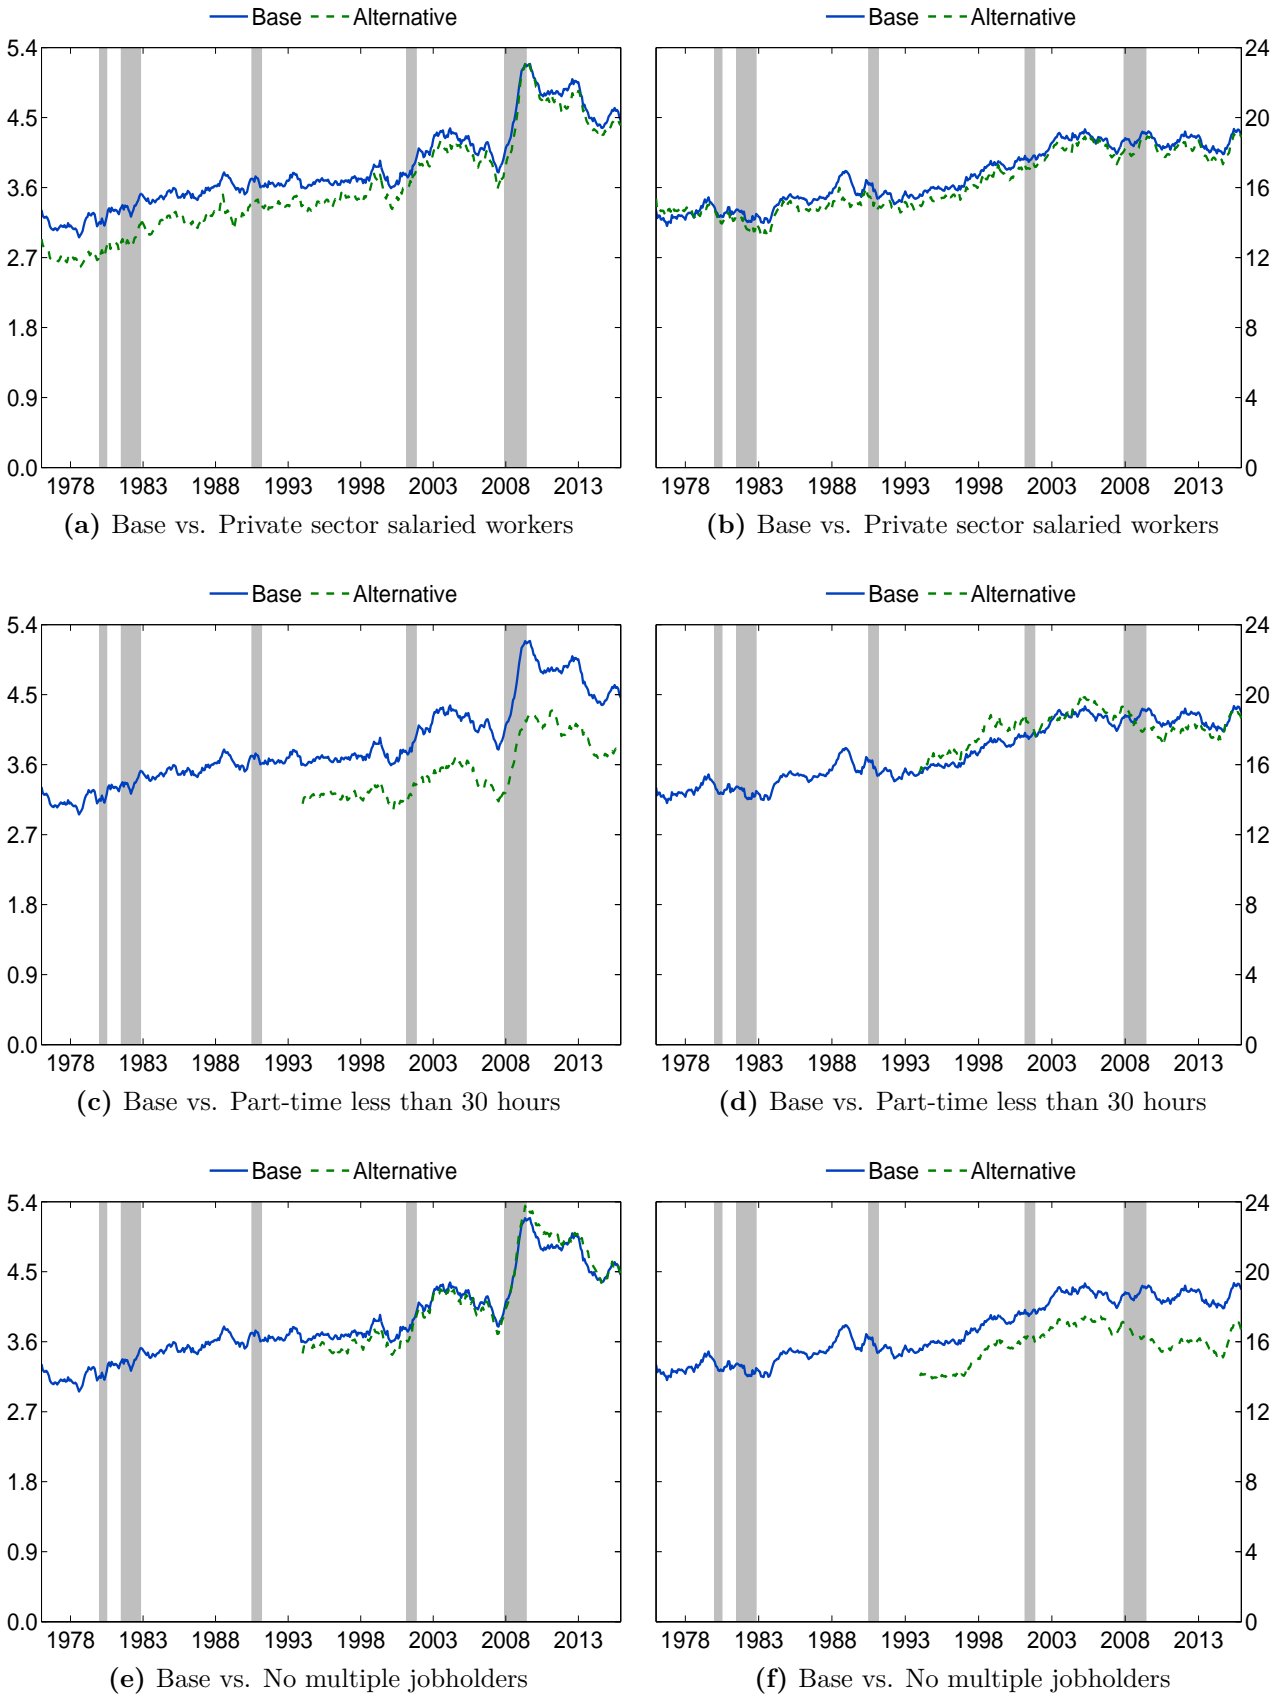 Base Alternative
Base Alternative
5.4
4.5
3.6
2.7
1.8
0.9
0.0
24
20
16
12
8
4
0
1978 1983 1988 1993 1998 2003 2008 2013
1978 1983 1988 1993 1998 2003 2008 2013
(a) Base vs. Private sector salaried workers
(b) Base vs. Private sector salaried workers
Base Alternative
Base Alternative
5.4
4.5
3.6
2.7
1.8
0.9
0.0
24
20
16
12
8
4
0
1978 1983 1988 1993 1998 2003 2008 2013
1978 1983 1988 1993 1998 2003 2008 2013
(c) Base vs. Part-time less than 30 hours
(d) Base vs. Part-time less than 30 hours
Base Alternative
Base Alternative
5.4
4.5
3.6
2.7
1.8
0.9
0.0
24
20
16
12
8
4
0
1978 1983 1988 1993 1998 2003 2008 2013
1978 1983 1988 1993 1998 2003 2008 2013
(e) Base vs. No multiple jobholders
(f) Base vs. No multiple jobholders